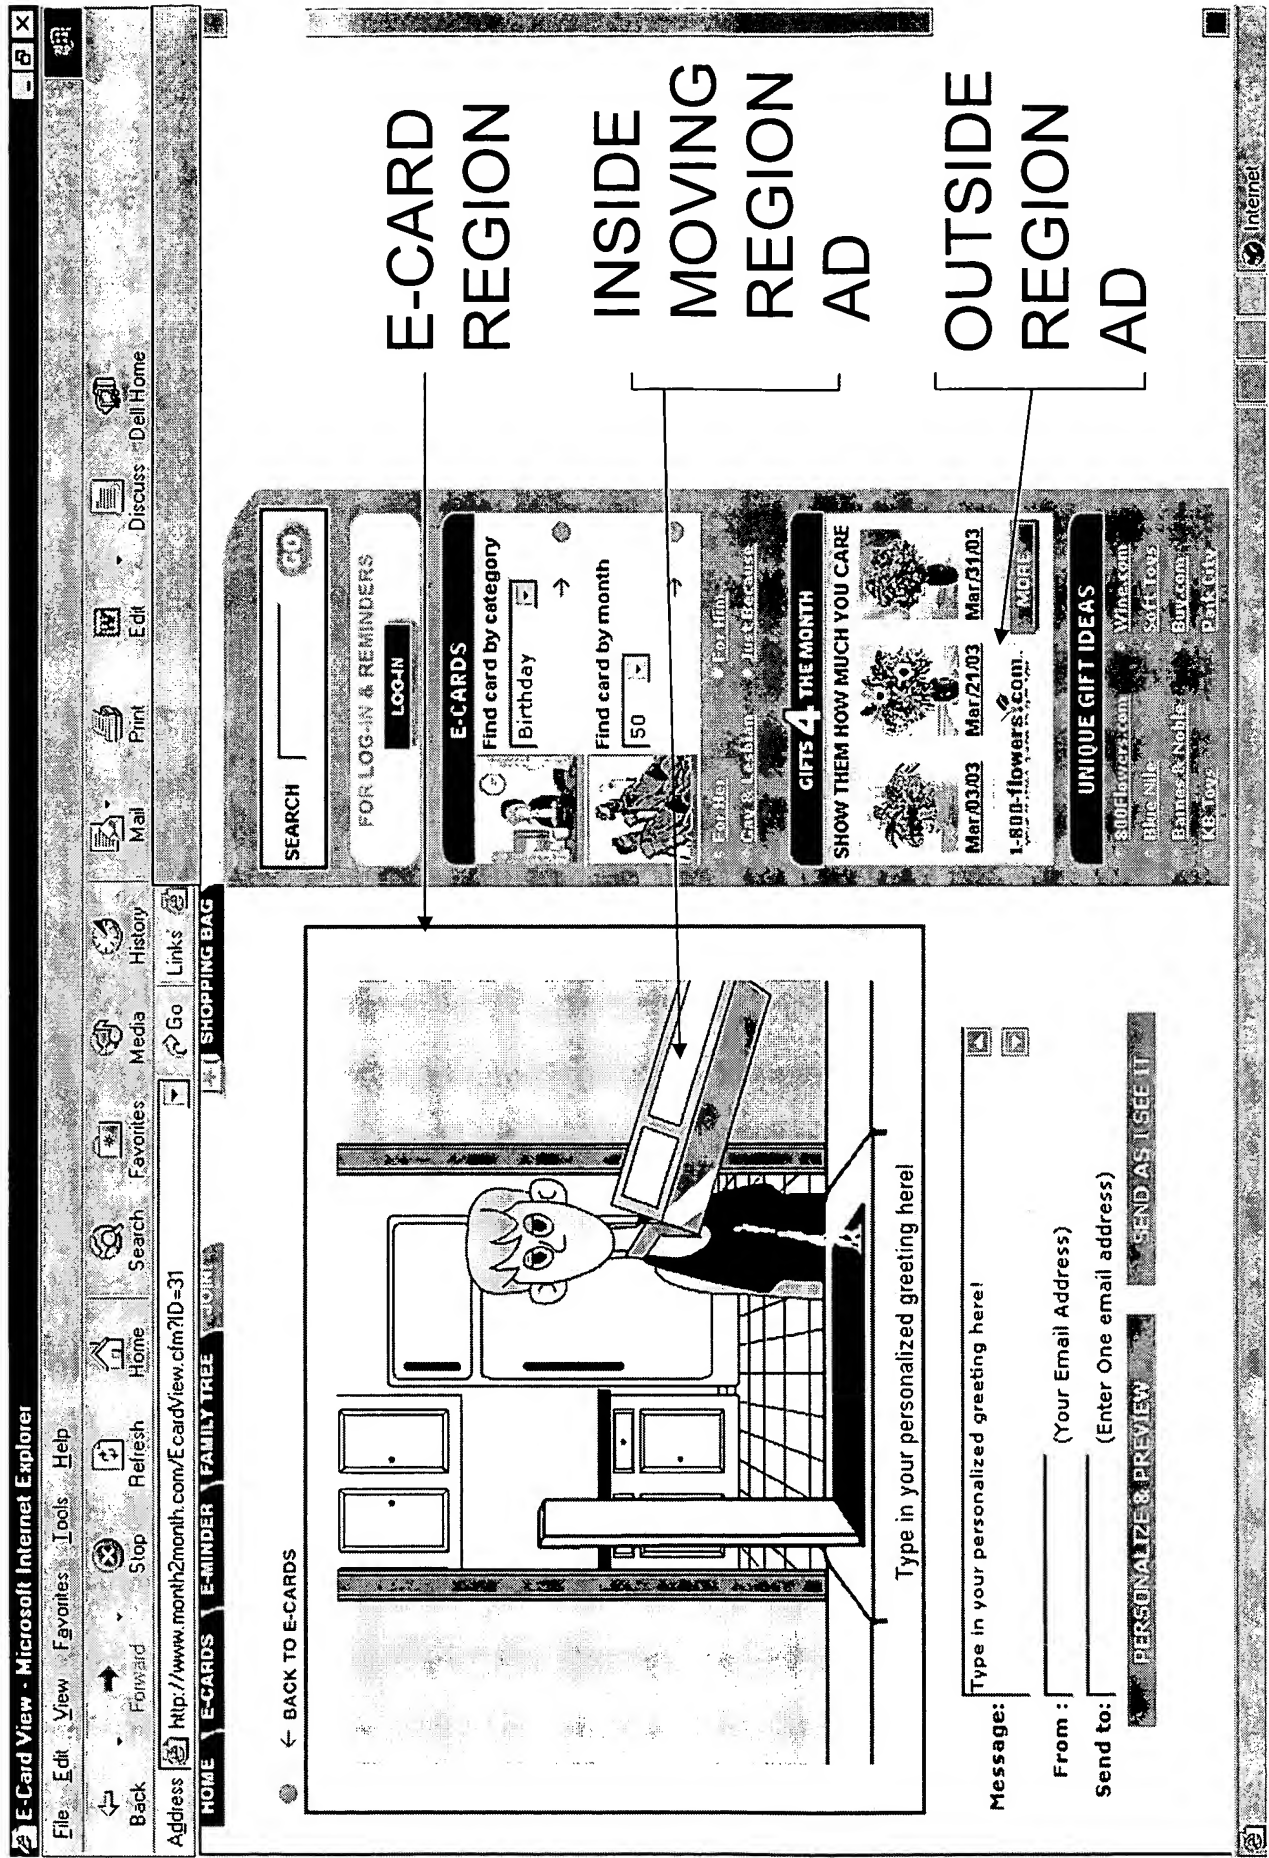 E-Card View - Microsoft Internet Explorer
File Edit View Favorites Tools Help
Back Forward Stop Refresh Home Search Favorites Media History Mail Print Edit Discuss Dell Home
Address http://www.month2month.com/EcardView.cfm?ID=31 Go Links
HOME E-CARDS E-MINDER FAMILY TREE JOIN! SHOPPING BAG
← BACK TO E-CARDS
Type in your personalized greeting here!
Message: Type in your personalized greeting here!
From : (Your Email Address)
Send to: (Enter One email address)
PERSONALIZE & PREVIEW SEND AS I SEE IT
SEARCH GO
FOR LOG-IN & REMINDERS
LOG-IN
E-CARDS
Find card by category
Birthday
Find card by month
50
For Her For Him
Gay & Lesbian Just Because
GIFTS 4 THE MONTH
SHOW THEM HOW MUCH YOU CARE
Mar/03/03 Mar/21/03 Mar/31/03
1-800-flowers.com MORE
UNIQUE GIFT IDEAS
800Flowers.com Wine.com
Blue Nile Soft Toys
Barnes & Noble Buy.com
KB Toys
E-CARD
REGION
INSIDE
MOVING
REGION
AD
OUTSIDE
REGION
AD
Internet